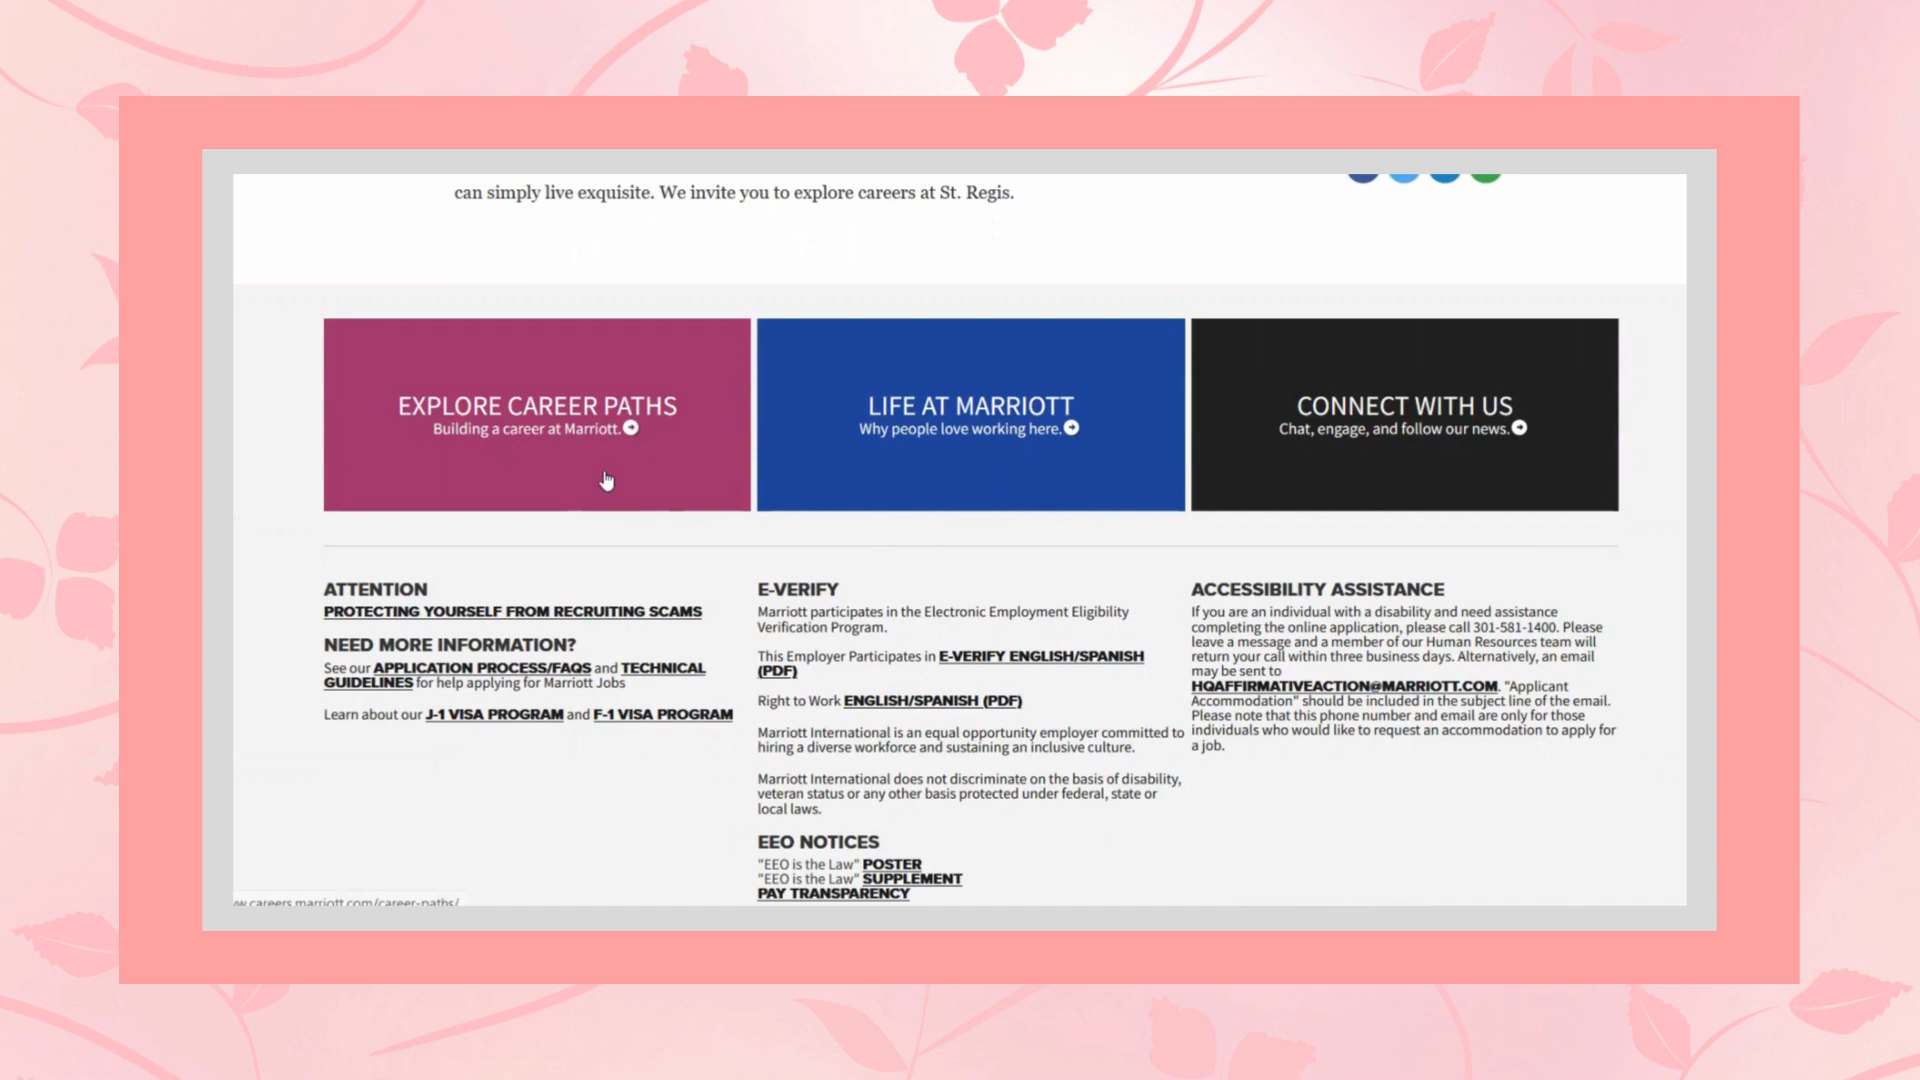 can simply live exquisite. We invite you to explore careers at St. Regis.
EXPLORE CAREER PATHS
Building a career at Marriott.
LIFE AT MARRIOTT
Why people love working here.
CONNECT WITH US
Chat, engage, and follow our news.
ATTENTION
PROTECTING YOURSELF FROM RECRUITING SCAMS
NEED MORE INFORMATION?
See our APPLICATION PROCESS/FAQS and TECHNICAL
GUIDELINES for help applying for Marriott Jobs
Learn about our J-1 VISA PROGRAM and F-1 VISA PROGRAM
E-VERIFY
Marriott participates in the Electronic Employment Eligibility
Verification Program.
This Employer Participates in E-VERIFY ENGLISH/SPANISH
(PDF)
Right to Work ENGLISH/SPANISH (PDF)
Marriott International is an equal opportunity employer committed to
hiring a diverse workforce and sustaining an inclusive culture.
Marriott International does not discriminate on the basis of disability,
veteran status or any other basis protected under federal, state or
local laws.
EEO NOTICES
"EEO is the Law" POSTER
"EEO is the Law" SUPPLEMENT
PAY TRANSPARENCY
ACCESSIBILITY ASSISTANCE
If you are an individual with a disability and need assistance
completing the online application, please call 301-581-1400. Please
leave a message and a member of our Human Resources team will
return your call within three business days. Alternatively, an email
may be sent to
HQAFFIRMATIVEACTION@MARRIOTT.COM. "Applicant
Accommodation" should be included in the subject line of the email.
Please note that this phone number and email are only for those
individuals who would like to request an accommodation to apply for
a job.
w.careers.marriott.com/career-paths/